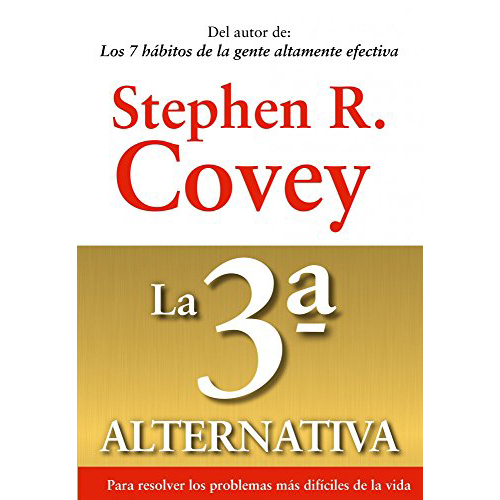 Del autor de:
Los 7 hábitos de la gente altamente efectiva
Stephen R.
Covey
La 3ª
ALTERNATIVA
Para resolver los problemas más difíciles de la vida